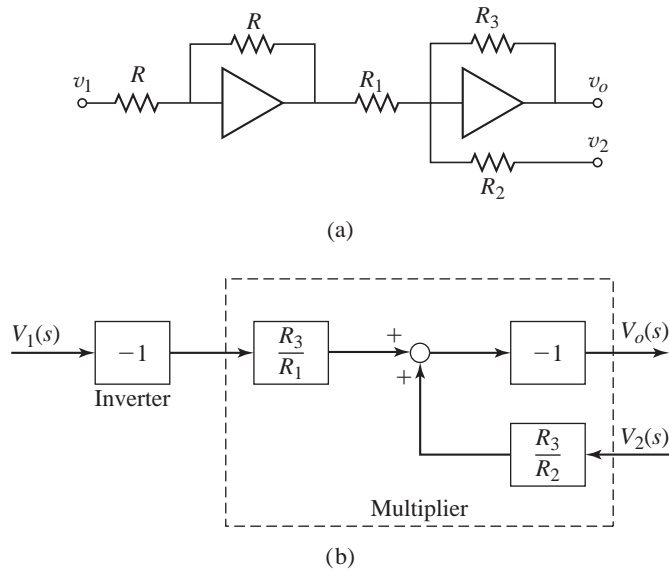 R R₃
v₁ R R₁ vₒ
v₂
R₂
(a)
V₁(s) + Vₒ(s)
−1 R₃/R₁ −1
+
Inverter
R₃/R₂ V₂(s)
Multiplier
(b)